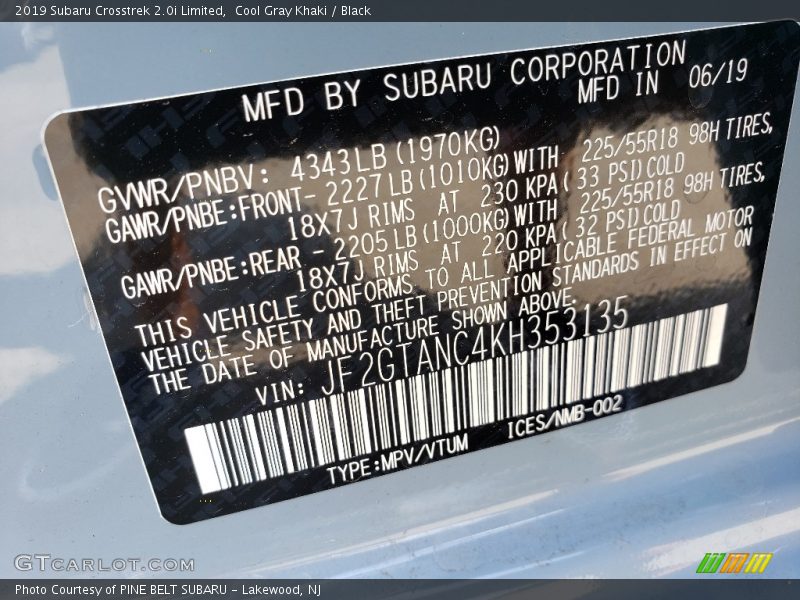 2019 Subaru Crosstrek 2.0i Limited, Cool Gray Khaki / Black
MFD BY SUBARU CORPORATION
MFD IN 06/19
GVWR/PNBV: 4343LB (1970KG)
GAWR/PNBE:FRONT- 2227LB (1010KG) WITH 225/55R18 98H TIRES,
18X7J RIMS AT 230 KPA (33 PSI) COLD
GAWR/PNBE:REAR - 2205LB (1000KG) WITH 225/55R18 98H TIRES,
18X7J RIMS AT 220 KPA (32 PSI) COLD
THIS VEHICLE CONFORMS TO ALL APPLICABLE FEDERAL MOTOR
VEHICLE SAFETY AND THEFT PREVENTION STANDARDS IN EFFECT ON
THE DATE OF MANUFACTURE SHOWN ABOVE.
VIN: JF2GTANC4KH353135
TYPE:MPV/VTUM ICES/NMB-002
GTCARLOT.COM
Photo Courtesy of PINE BELT SUBARU - Lakewood, NJ